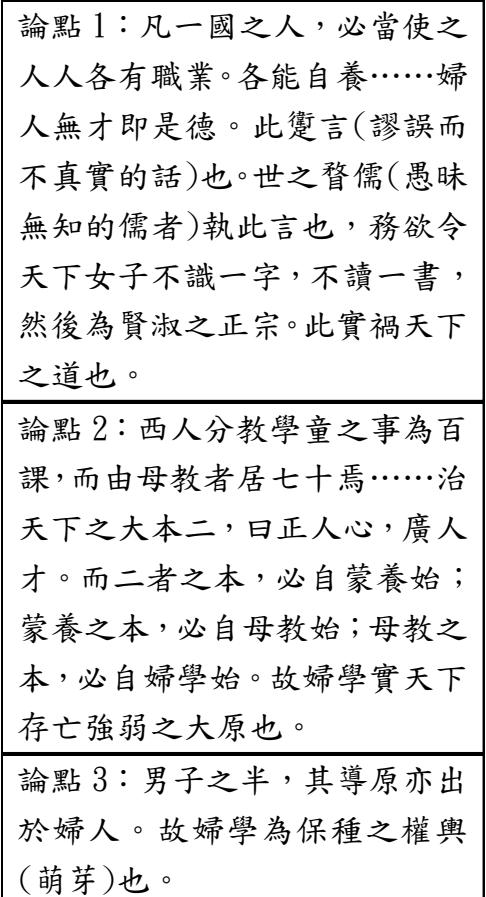 論點1：凡一國之人，必當使之
人人各有職業。各能自養……婦
人無才即是德。此躗言(謬誤而
不真實的話)也。世之瞀儒(愚昧
無知的儒者)執此言也，務欲令
天下女子不識一字，不讀一書，
然後為賢淑之正宗。此實禍天下
之道也。
論點2：西人分教學童之事為百
課，而由母教者居七十焉……治
天下之大本二，曰正人心，廣人
才。而二者之本，必自蒙養始；
蒙養之本，必自母教始；母教之
本，必自婦學始。故婦學實天下
存亡強弱之大原也。
論點3：男子之半，其導原亦出
於婦人。故婦學為保種之權輿
(萌芽)也。